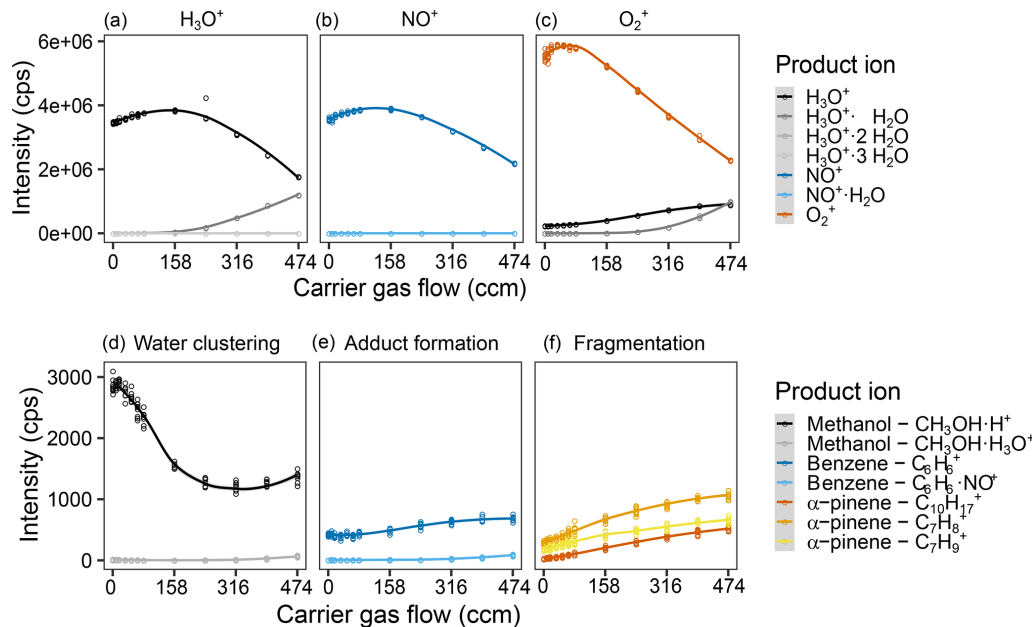 (a) H₃O⁺ (b) NO⁺ (c) O₂⁺
6e+06
4e+06
2e+06
0e+00
Intensity (cps)
0 158 316 474 0 158 316 474 0 158 316 474
Carrier gas flow (ccm)
Product ion
H₃O⁺
H₃O⁺· H₂O
H₃O⁺·2 H₂O
H₃O⁺·3 H₂O
NO⁺
NO⁺·H₂O
O₂⁺
(d) Water clustering (e) Adduct formation (f) Fragmentation
3000
2000
1000
0
Intensity (cps)
0 158 316 474 0 158 316 474 0 158 316 474
Carrier gas flow (ccm)
Product ion
Methanol − CH₃OH·H⁺
Methanol − CH₃OH·H₃O⁺
Benzene − C₆H₆⁺
Benzene − C₆H₆·NO⁺
α-pinene − C₁₀H₁₇⁺
α-pinene − C₇H₈⁺
α-pinene − C₇H₉⁺